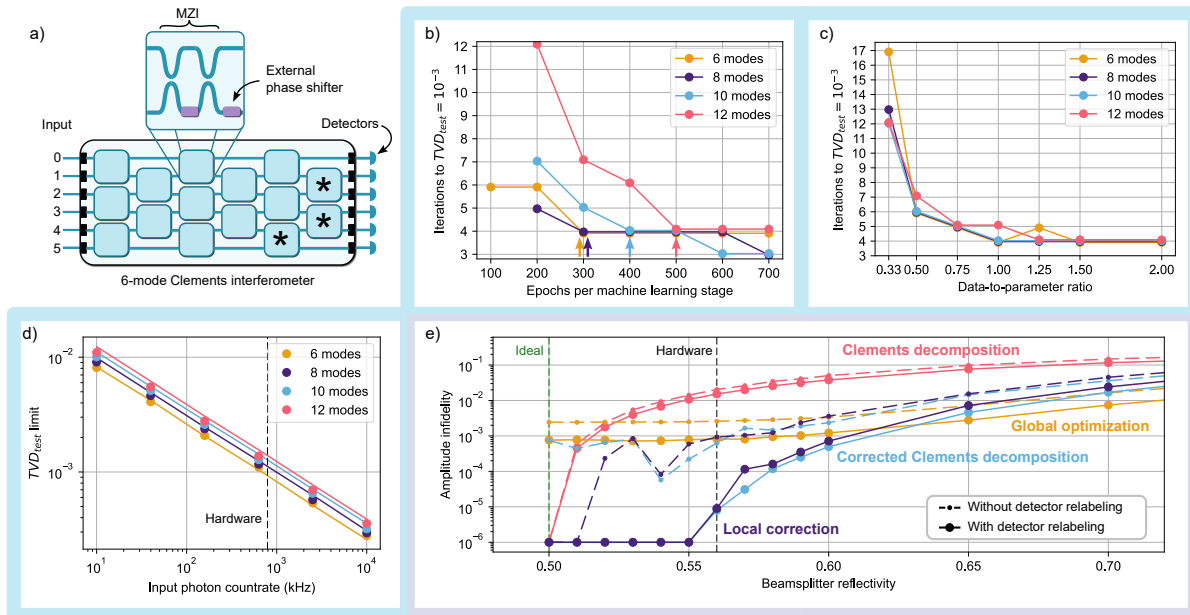 a)
MZI
External
phase shifter
Input
Detectors
0
1
2
3
4
5
*
*
*
6-mode Clements interferometer
b)
Iterations to TVD_test = 10⁻³
12
11
10
9
8
7
6
5
4
3
6 modes
8 modes
10 modes
12 modes
100 200 300 400 500 600 700
Epochs per machine learning stage
c)
Iterations to TVD_test = 10⁻³
17
16
15
14
13
12
11
10
9
8
7
6
5
4
3
6 modes
8 modes
10 modes
12 modes
0.33 0.50 0.75 1.00 1.25 1.50 2.00
Data-to-parameter ratio
d)
TVD_test limit
10⁻²
10⁻³
6 modes
8 modes
10 modes
12 modes
Hardware
10¹ 10² 10³ 10⁴
Input photon countrate (kHz)
e)
Amplitude infidelity
10⁻¹
10⁻²
10⁻³
10⁻⁴
10⁻⁵
10⁻⁶
Ideal
Hardware
Clements decomposition
Global optimization
Corrected Clements decomposition
Local correction
Without detector relabeling
With detector relabeling
0.50 0.55 0.60 0.65 0.70
Beamsplitter reflectivity